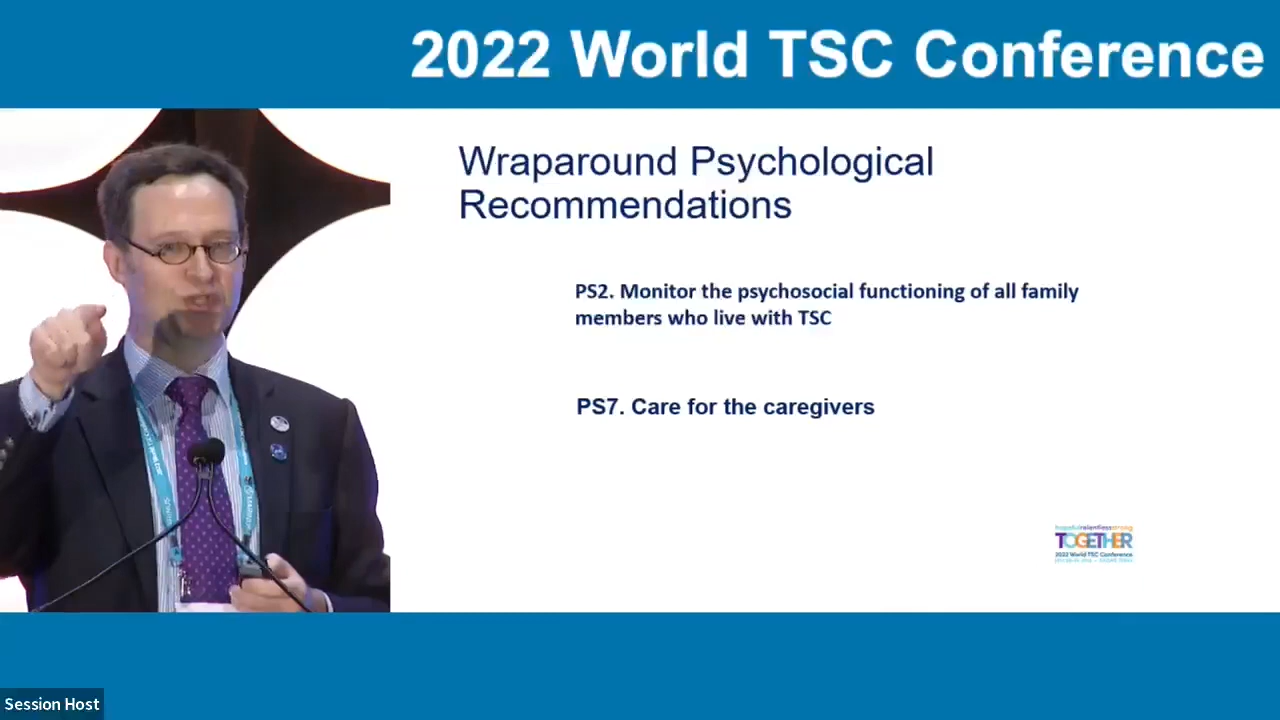 2022 World TSC Conference
Wraparound Psychological
Recommendations
PS2. Monitor the psychosocial functioning of all family
members who live with TSC
PS7. Care for the caregivers
TOGETHER
2022 World TSC Conference
Session Host